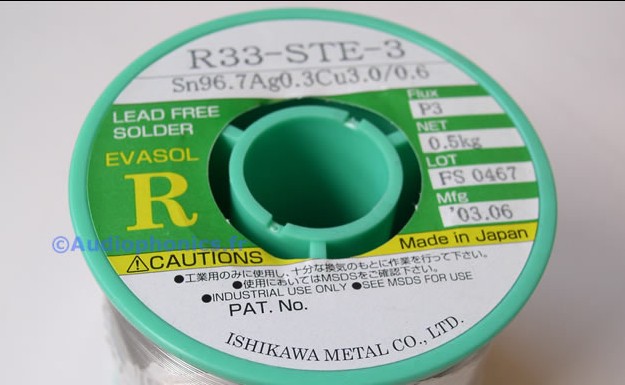 R33-STE-3
Sn96.7Ag0.3Cu3.0/0.6
LEAD FREE
SOLDER
EVASOL
R
Flux
P3
NET
0.5kg
LOT
FS 0467
Mfg
'03.06
Made in Japan
©Audiophonics.fr
⚠CAUTIONS
●工業用のみに使用し、十分な換気のもとに作業を行って下さい。
●使用においてはMSDSをご確認下さい。
●INDUSTRIAL USE ONLY ●SEE MSDS FOR USE
PAT. No.
ISHIKAWA METAL CO., LTD.